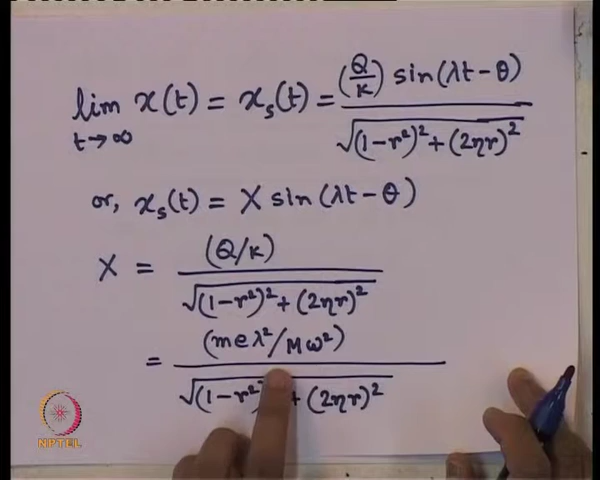 lim x(t) = x_s(t) = (Q/K) sin(λt - θ) / √((1-r²)² + (2ηr)²)
t→∞
or, x_s(t) = X sin(λt - θ)
X = (Q/K) / √((1-r²)² + (2ηr)²)
= (meλ²/Mω²) / √((1-r²)² + (2ηr)²)
NPTEL